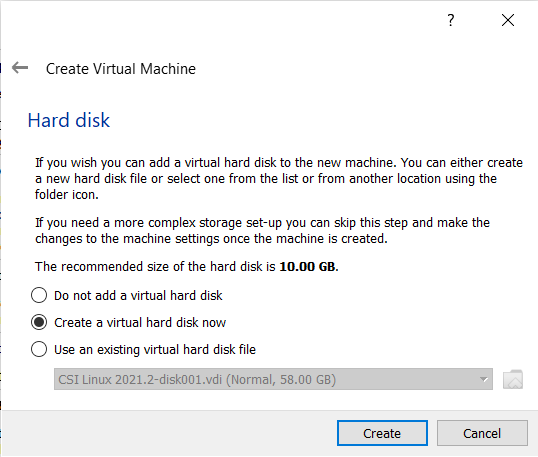 ?
Create Virtual Machine
Hard disk
If you wish you can add a virtual hard disk to the new machine. You can either create
a new hard disk file or select one from the list or from another location using the
folder icon.
If you need a more complex storage set-up you can skip this step and make the
changes to the machine settings once the machine is created.
The recommended size of the hard disk is 10.00 GB.
Do not add a virtual hard disk
Create a virtual hard disk now
Use an existing virtual hard disk file
CSI Linux 2021.2-disk001.vdi (Normal, 58.00 GB)
Create Cancel